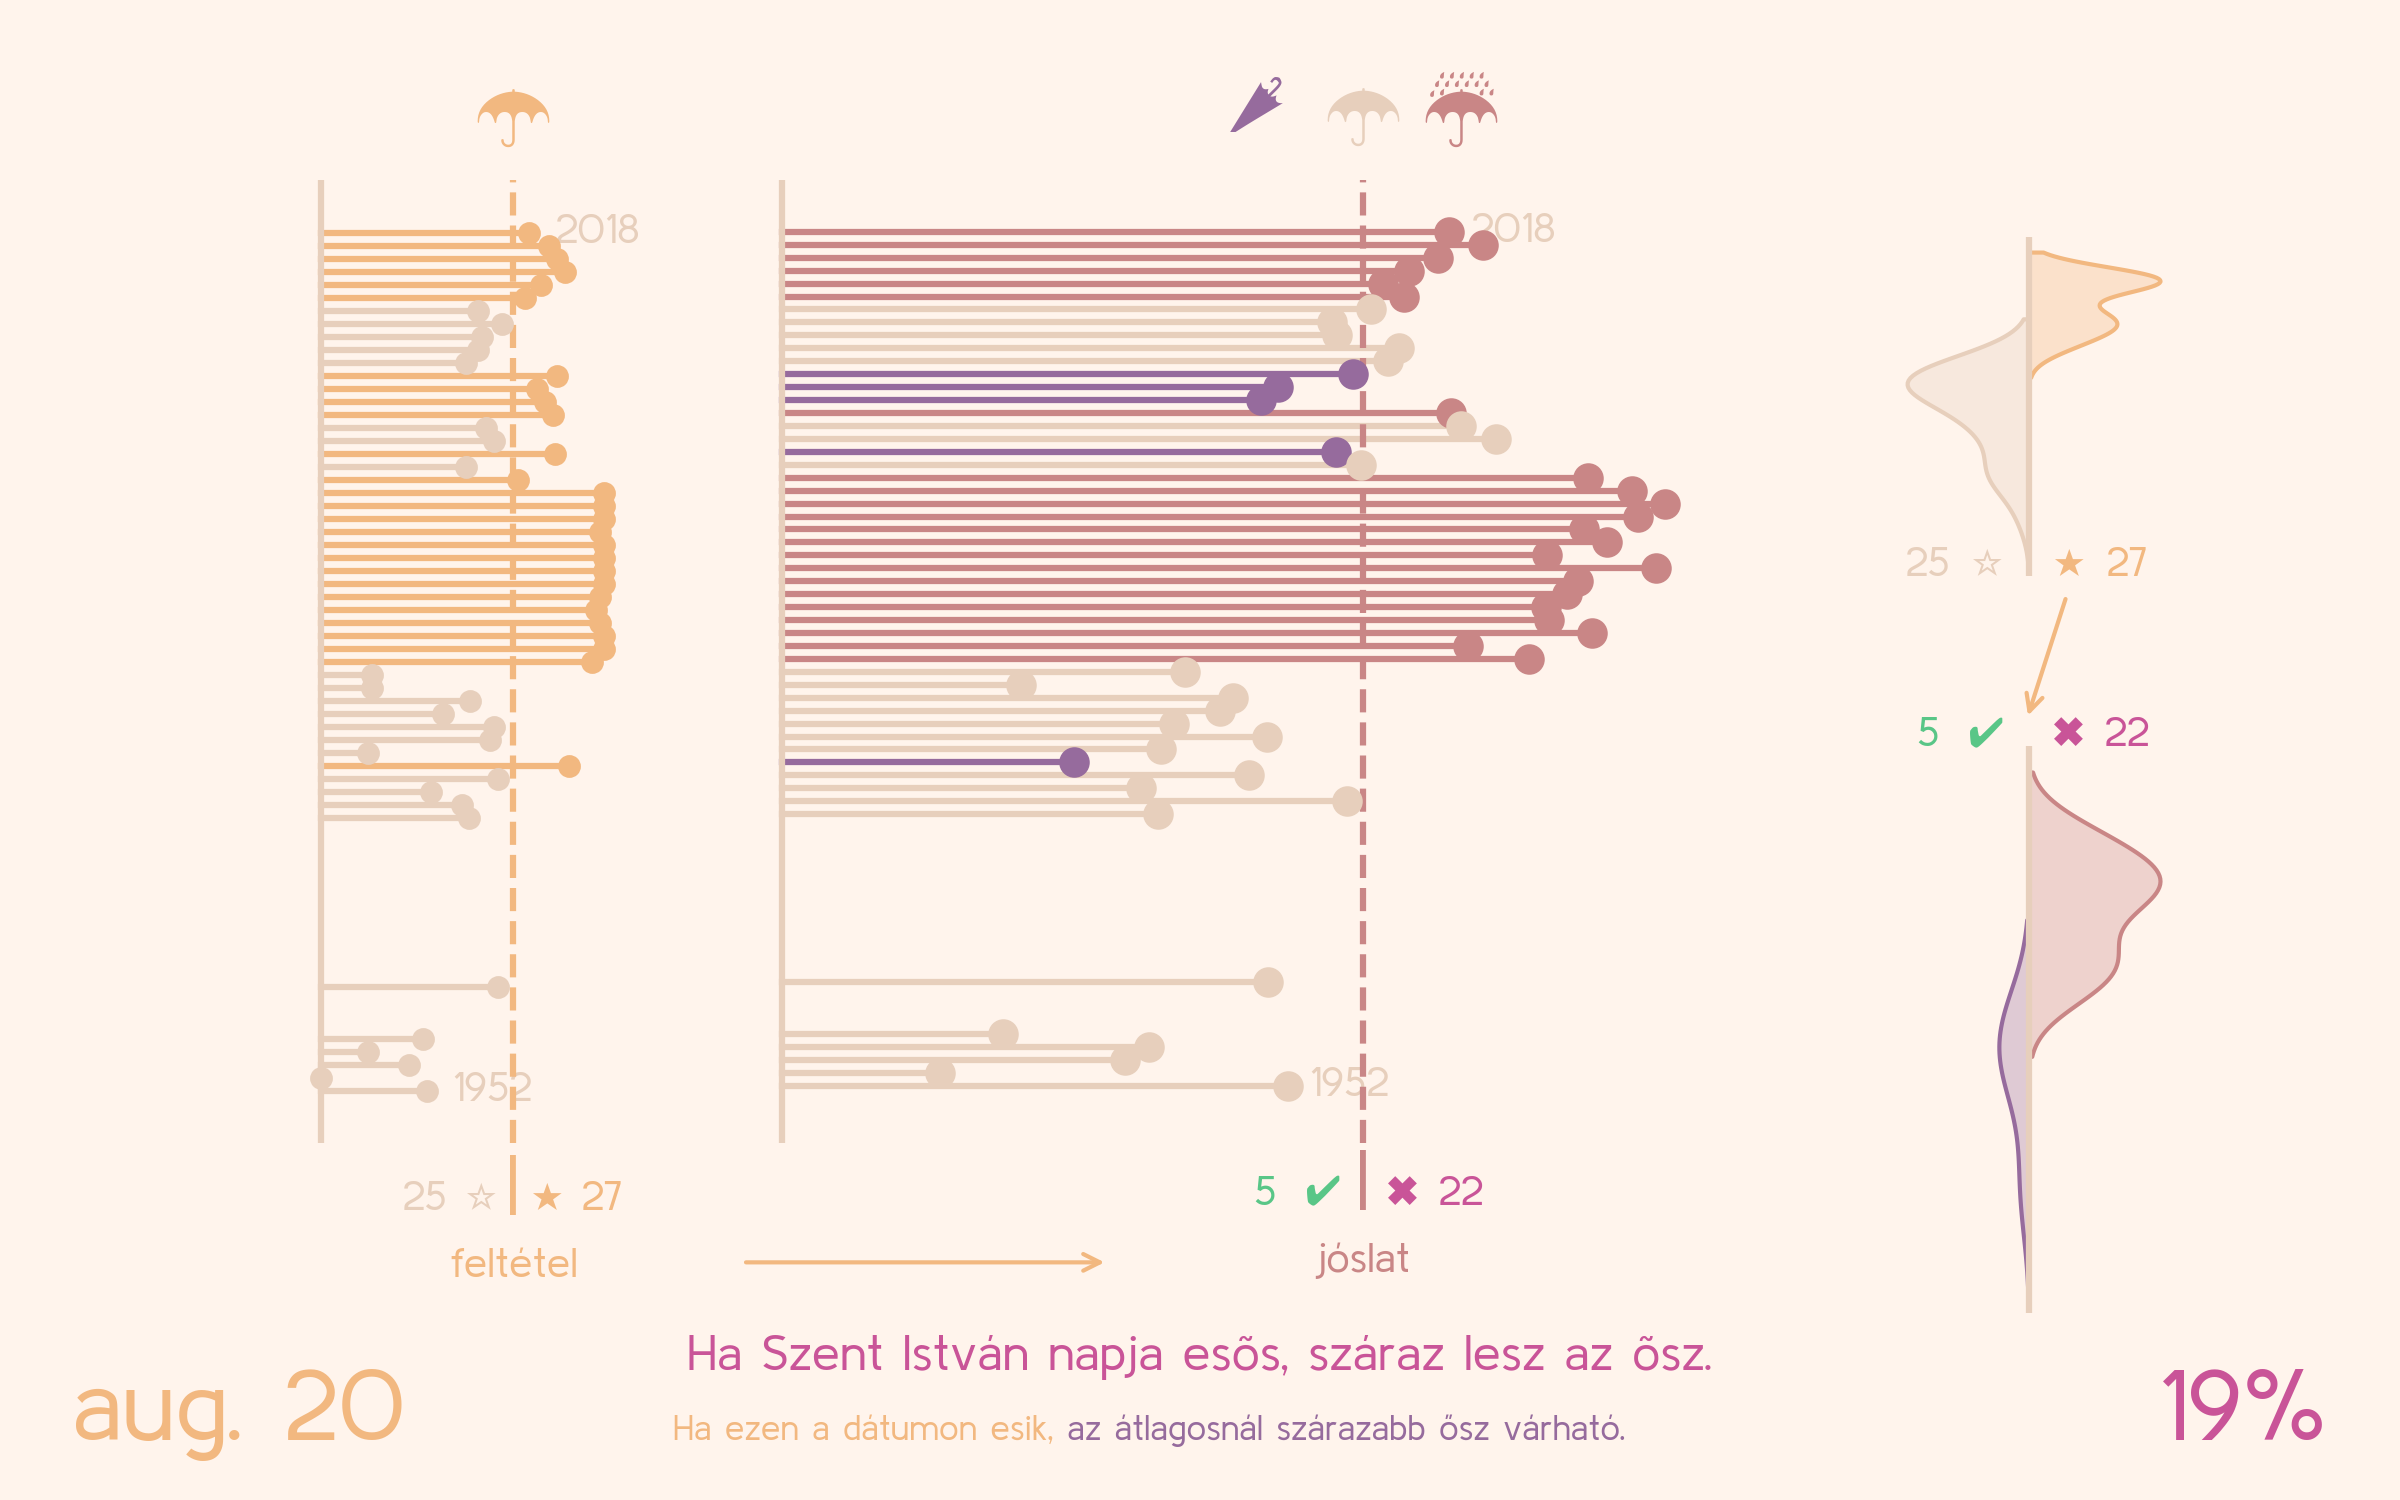 2018 2018
25 27
5 22
1952 1952
25 27 5 22
feltétel jóslat
Ha Szent István napja esõs, száraz lesz az õsz.
aug. 20 19%
Ha ezen a dátumon esik, az átlagosnál szárazabb ősz várható.